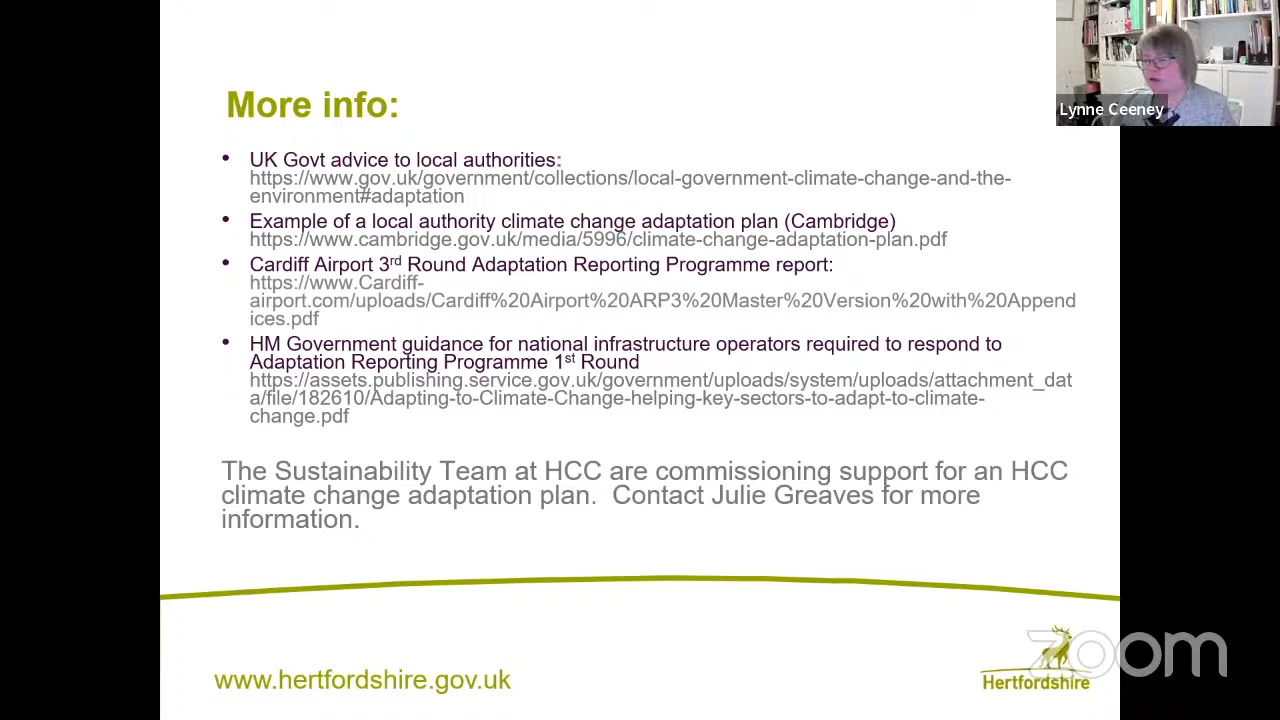 More info:
Lynne Ceeney
• UK Govt advice to local authorities:
https://www.gov.uk/government/collections/local-government-climate-change-and-the-
environment#adaptation
• Example of a local authority climate change adaptation plan (Cambridge)
https://www.cambridge.gov.uk/media/5996/climate-change-adaptation-plan.pdf
• Cardiff Airport 3rd Round Adaptation Reporting Programme report:
https://www.Cardiff-
airport.com/uploads/Cardiff%20Airport%20ARP3%20Master%20Version%20with%20Append
ices.pdf
• HM Government guidance for national infrastructure operators required to respond to
Adaptation Reporting Programme 1st Round
https://assets.publishing.service.gov.uk/government/uploads/system/uploads/attachment_dat
a/file/182610/Adapting-to-Climate-Change-helping-key-sectors-to-adapt-to-climate-
change.pdf
The Sustainability Team at HCC are commissioning support for an HCC
climate change adaptation plan. Contact Julie Greaves for more
information.
www.hertfordshire.gov.uk
zoom
Hertfordshire